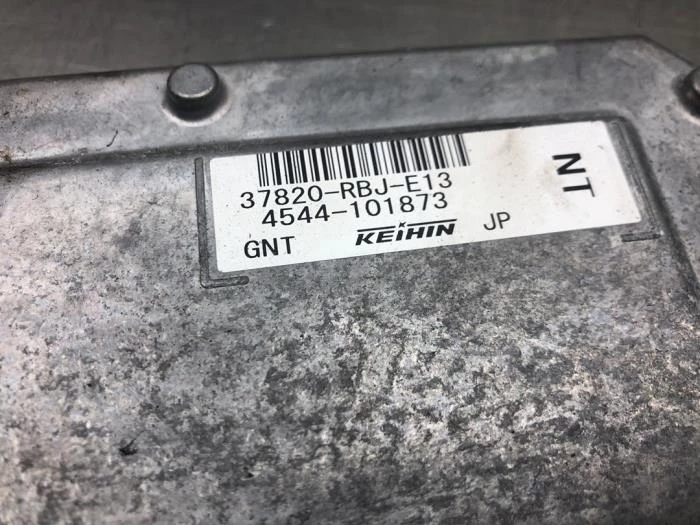 37820-RBJ-E13
4544-101873
GNT KEIHIN JP
NT